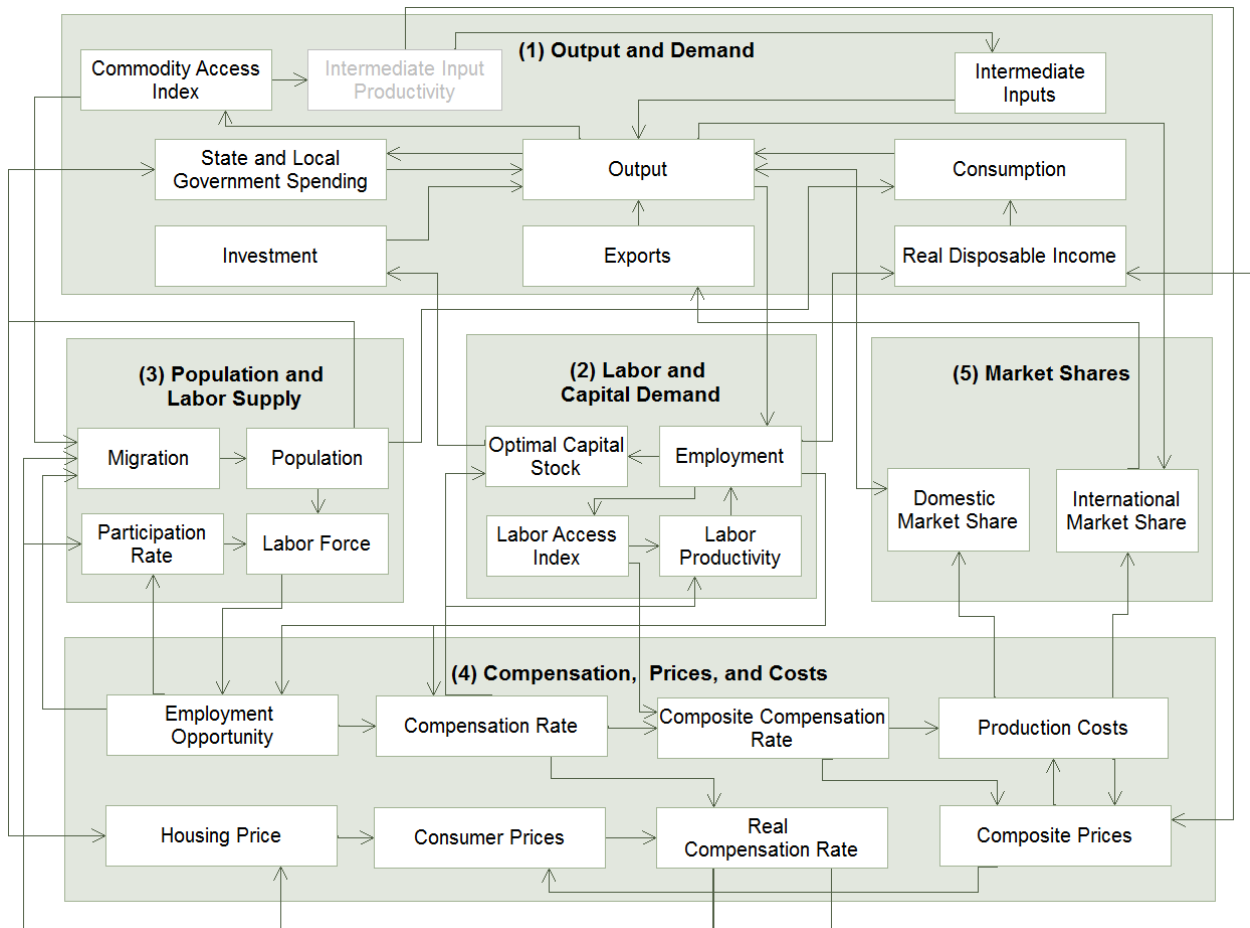 (1) Output and Demand
Commodity Access
Index
Intermediate Input
Productivity
Intermediate
Inputs
State and Local
Government Spending
Output
Consumption
Investment
Exports
Real Disposable Income
(3) Population and
Labor Supply
Migration
Population
Participation
Rate
Labor Force
(2) Labor and
Capital Demand
Optimal Capital
Stock
Employment
Labor Access
Index
Labor
Productivity
(5) Market Shares
Domestic
Market Share
International
Market Share
(4) Compensation, Prices, and Costs
Employment
Opportunity
Compensation Rate
Composite Compensation
Rate
Production Costs
Housing Price
Consumer Prices
Real
Compensation Rate
Composite Prices